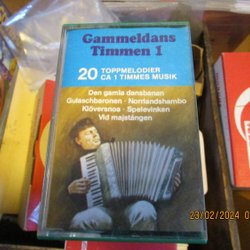 Gammeldans
Timmen 1
20 TOPPMELODIER
CA 1 TIMMES MUSIK
Den gamla dansbanan
Gulaschbaronen · Norrlandshambo
Klöversnoa · Spelevinken
Vid majstången
23/02/2024